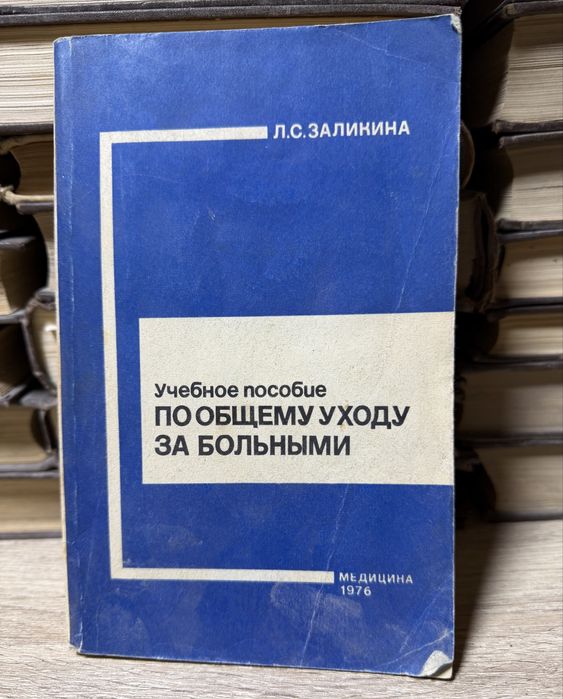 Л.С.ЗАЛИКИНА
Учебное пособие
ПО ОБЩЕМУ УХОДУ
ЗА БОЛЬНЫМИ
МЕДИЦИНА
1976